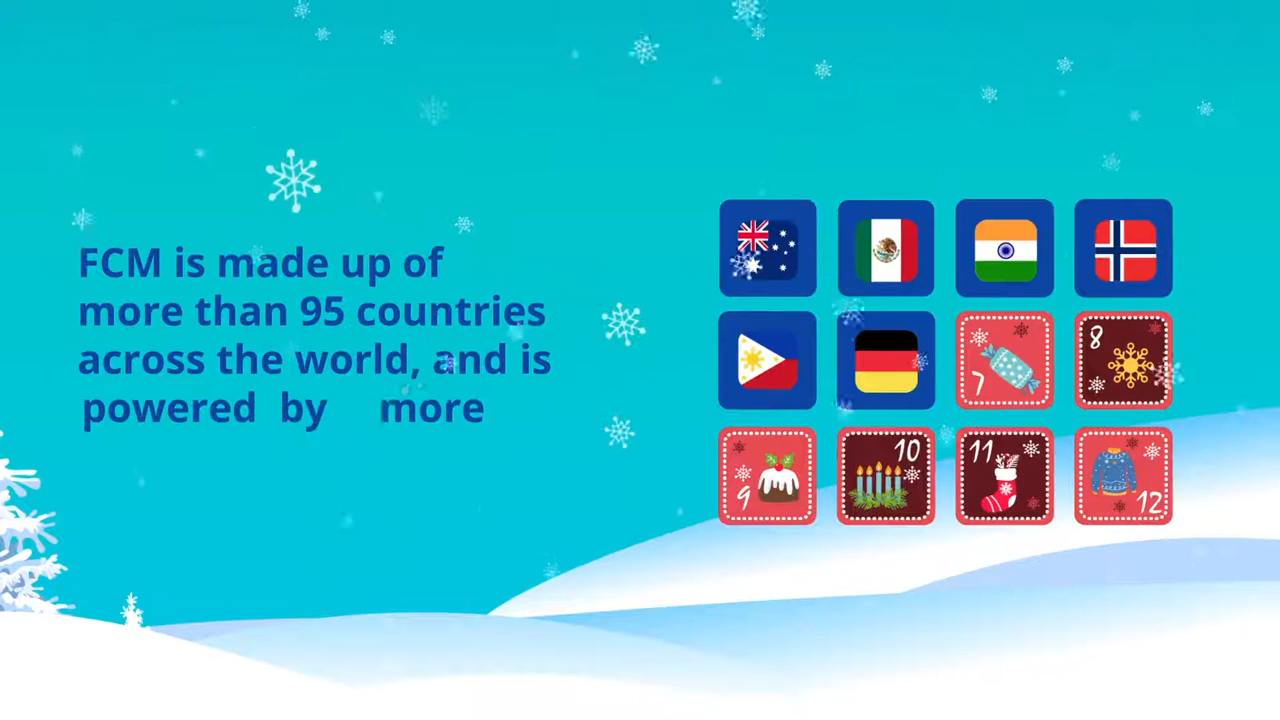 FCM is made up of
more than 95 countries
across the world, and is
powered by more
7
8
9
10
11
12